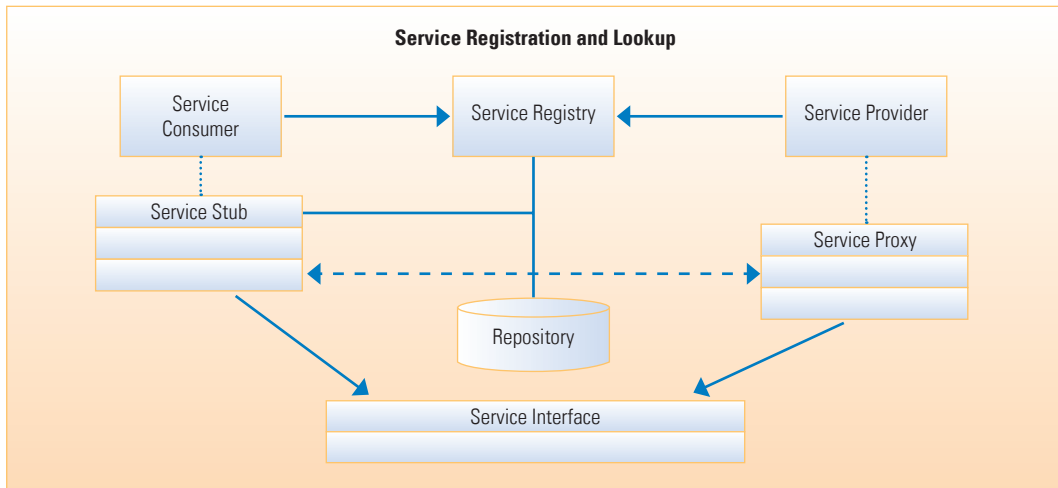 Service Registration and Lookup
Service
Consumer
Service Registry
Service Provider
Service Stub
Service Proxy
Repository
Service Interface